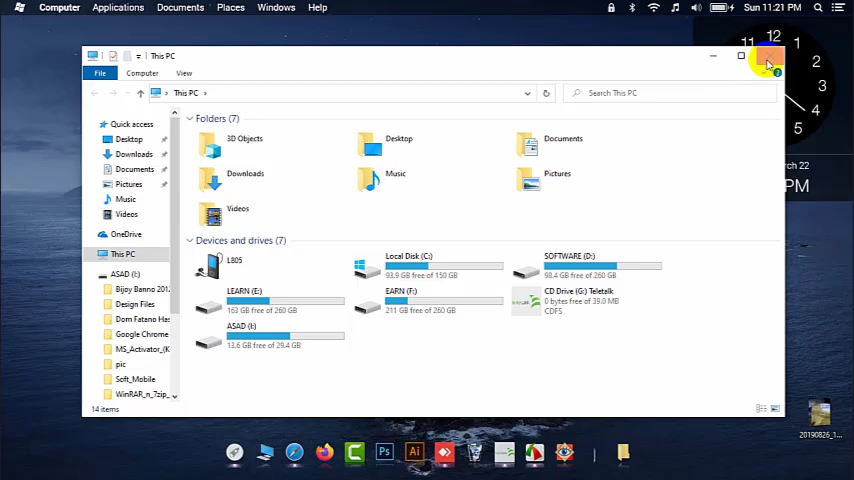 Computer Applications Documents Places Windows Help Sun 11:21 PM
This PC
File Computer View
This PC
Search This PC
Quick access
Desktop
Downloads
Documents
Pictures
Music
Videos
OneDrive
This PC
ASAD (I:)
Bijoy Banno 201.
Design Files
Dom Fatano Has
Google Chrome
MS_Activator_(K
pic
Soft_Mobile
WinRAR_n_7zip_
Folders (7)
3D Objects
Desktop
Documents
Downloads
Music
Pictures
Videos
Devices and drives (7)
L805
Local Disk (C:)
93.9 GB free of 150 GB
SOFTWARE (D:)
98.4 GB free of 260 GB
LEARN (E:)
163 GB free of 260 GB
EARN (F:)
211 GB free of 260 GB
CD Drive (G:) Teletalk
0 bytes free of 39.0 MB
CDFS
ASAD (I:)
13.6 GB free of 29.4 GB
14 items
11 12 1
2
3
4
5
rch 22
PM
Ps
Ai
20190826_1...